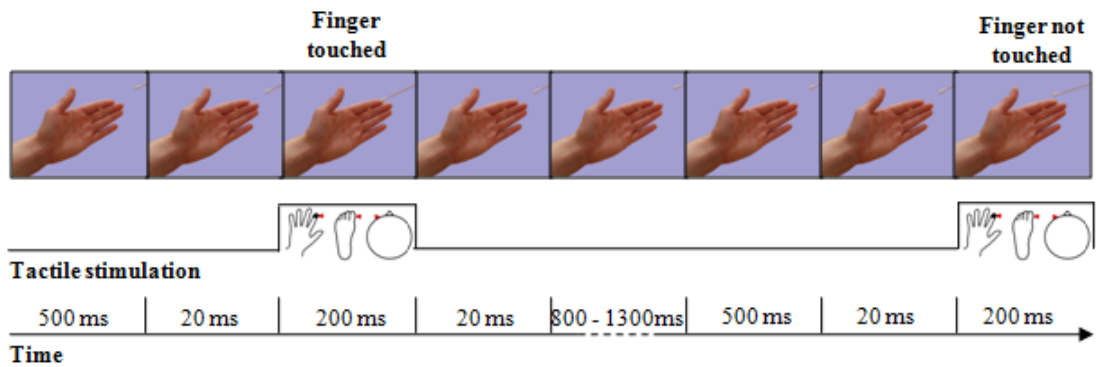 Finger
touched
Finger not
touched
Tactile stimulation
500 ms
20 ms
200 ms
20 ms
800 - 1300ms
500 ms
20 ms
200 ms
Time